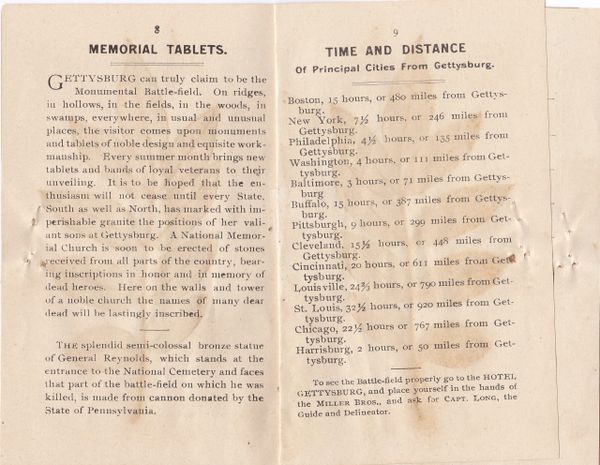 8
MEMORIAL TABLETS.
GETTYSBURG can truly claim to be the
Monumental Battle-field. On ridges,
in hollows, in the fields, in the woods, in
swamps, everywhere, in usual and unusual
places, the visitor comes upon monuments
and tablets of noble design and equisite work-
manship. Every summer month brings new
tablets and bands of loyal veterans to their
unveiling. It is to be hoped that the en-
thusiasm will not cease until every State,
South as well as North, has marked with im-
perishable granite the positions of her vali-
ant sons at Gettysburg. A National Memor-
ial Church is soon to be erected of stones
received from all parts of the country, bear-
ing inscriptions in honor and in memory of
dead heroes. Here on the walls and tower
of a noble church the names of many dear
dead will be lastingly inscribed.
THE splendid semi-colossal bronze statue
of General Reynolds, which stands at the
entrance to the National Cemetery and faces
that part of the battle-field on which he was
killed, is made from cannon donated by the
State of Pennsylvania.
9
TIME AND DISTANCE
Of Principal Cities From Gettysburg.
Boston, 15 hours, or 480 miles from Gettys-
burg.
New York, 7½ hours, or 246 miles from
Gettysburg.
Philadelphia, 4½ hours, or 135 miles from
Gettysburg.
Washington, 4 hours, or 111 miles from Get-
tysburg.
Baltimore, 3 hours, or 71 miles from Gettys-
burg
Buffalo, 15 hours, or 387 miles from Gettys-
burg.
Pittsburg, 9 hours, or 299 miles from Get-
tysburg.
Cleveland, 15½ hours, or 448 miles from
Gettysburg.
Cincinnati, 20 hours, or 611 miles from Get-
tysburg.
Louisville, 24⅔ hours, or 790 miles from Get-
tysburg.
St. Louis, 32½ hours, or 920 miles from Get-
tysburg.
Chicago, 22½ hours, or 767 miles from Get-
tysburg.
Harrisburg, 2 hours, or 50 miles from Get-
tysburg.
To see the Battle-field properly go to the HOTEL
GETTYSBURG, and place yourself in the hands of
the MILLER BROS., and ask for CAPT. LONG, the
Guide and Delineator.